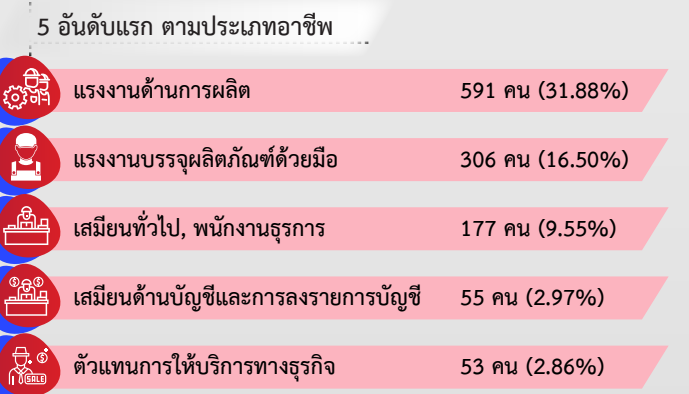 5 อันดับแรก ตามประเภทอาชีพ
แรงงานด้านการผลิต 591 คน (31.88%)
แรงงานบรรจุผลิตภัณฑ์ด้วยมือ 306 คน (16.50%)
เสมียนทั่วไป, พนักงานธุรการ 177 คน (9.55%)
เสมียนด้านบัญชีและการลงรายการบัญชี 55 คน (2.97%)
ตัวแทนการให้บริการทางธุรกิจ 53 คน (2.86%)
SALE